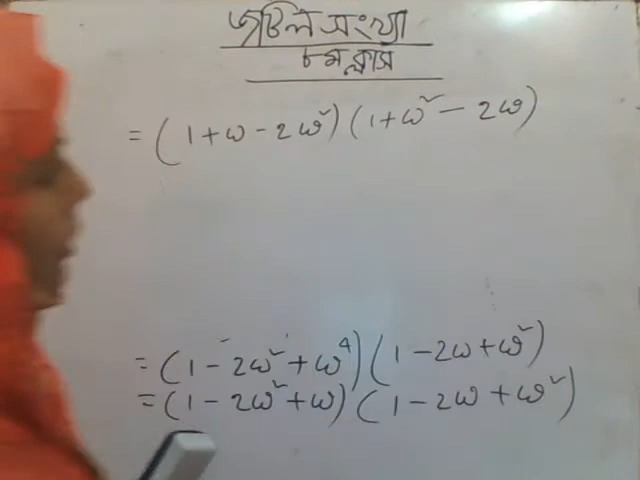 জটিল সংখ্যা
৮ম ক্লাস
= (1+ω-2ω²)(1+ω²-2ω)
= (1-2ω²+ω⁴)(1-2ω+ω²)
= (1-2ω²+ω)(1-2ω+ω²)